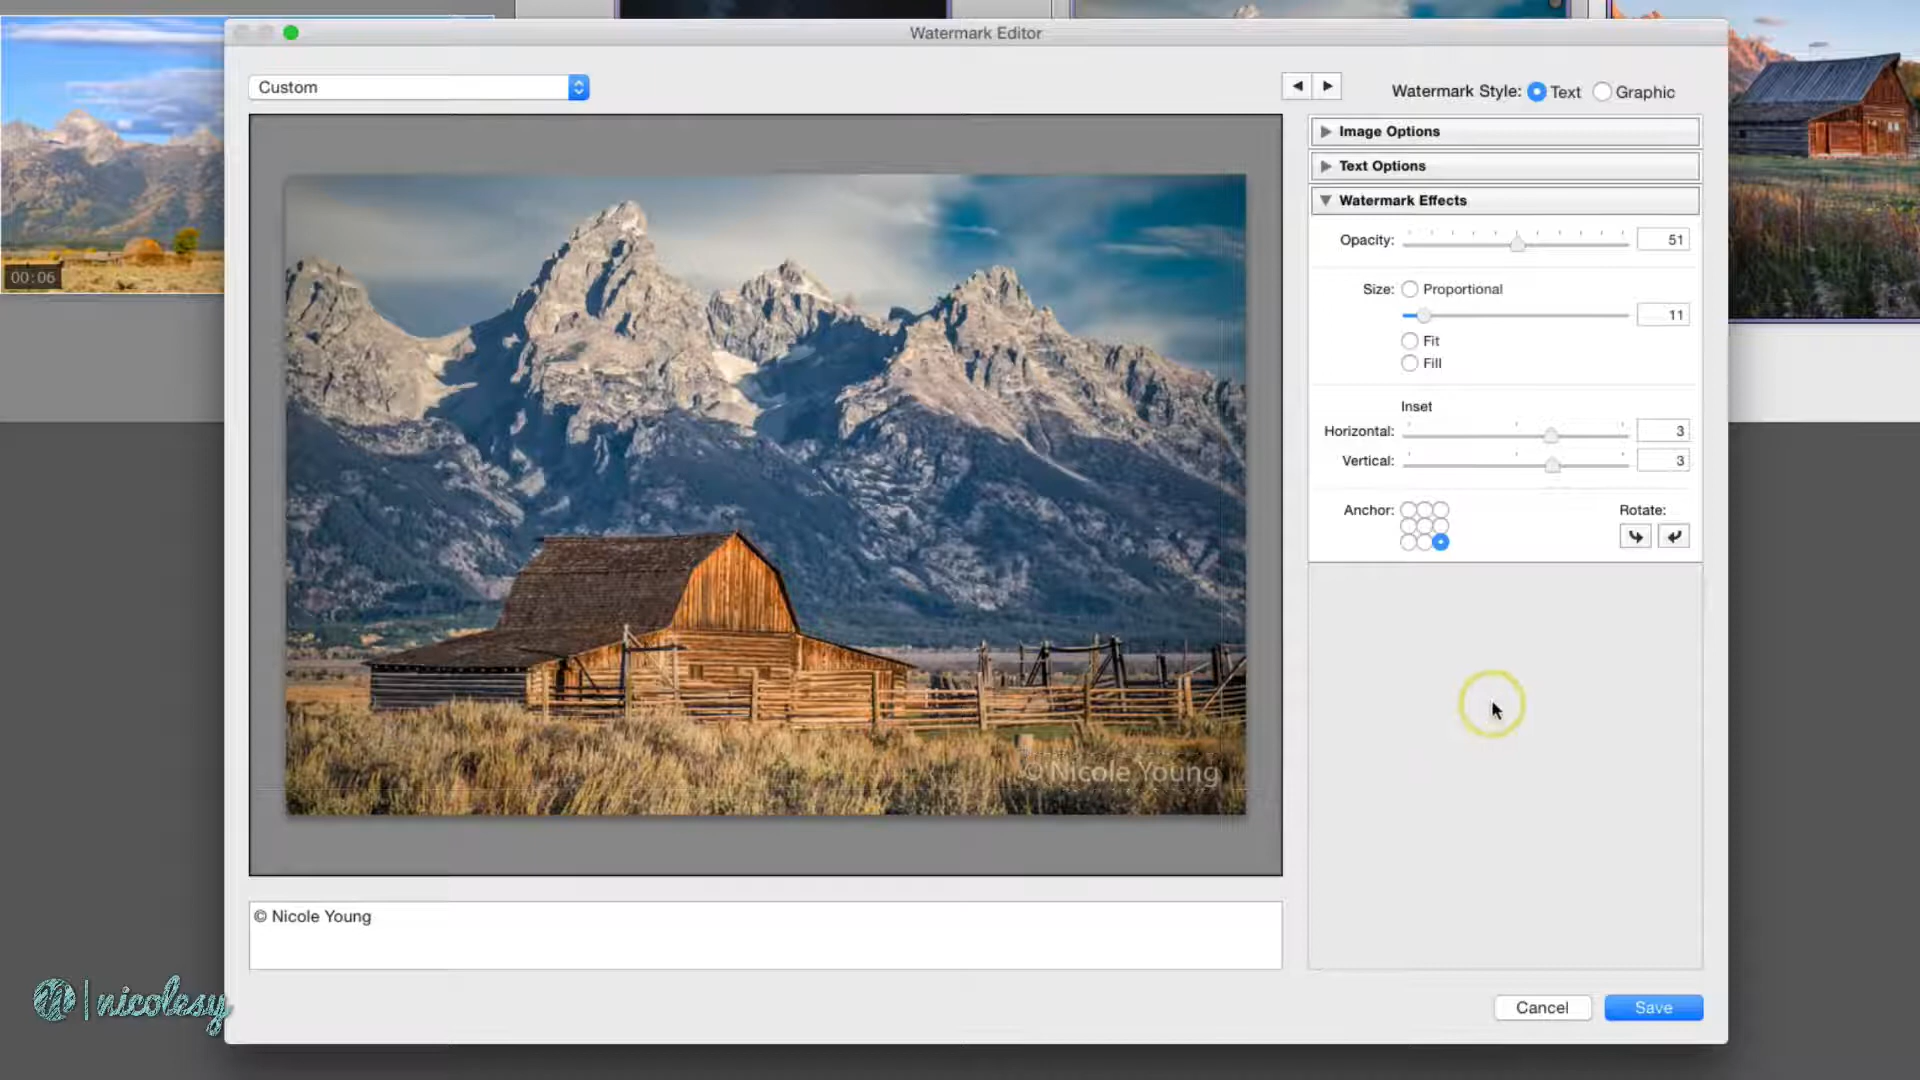 Watermark Editor
Custom
Watermark Style: Text Graphic
Image Options
Text Options
Watermark Effects
Opacity: 51
Size: Proportional
11
Fit
Fill
Inset
Horizontal: 3
Vertical: 3
Anchor: Rotate:
00:06
© Nicole Young
© Nicole Young
n | nicolesy
Cancel Save